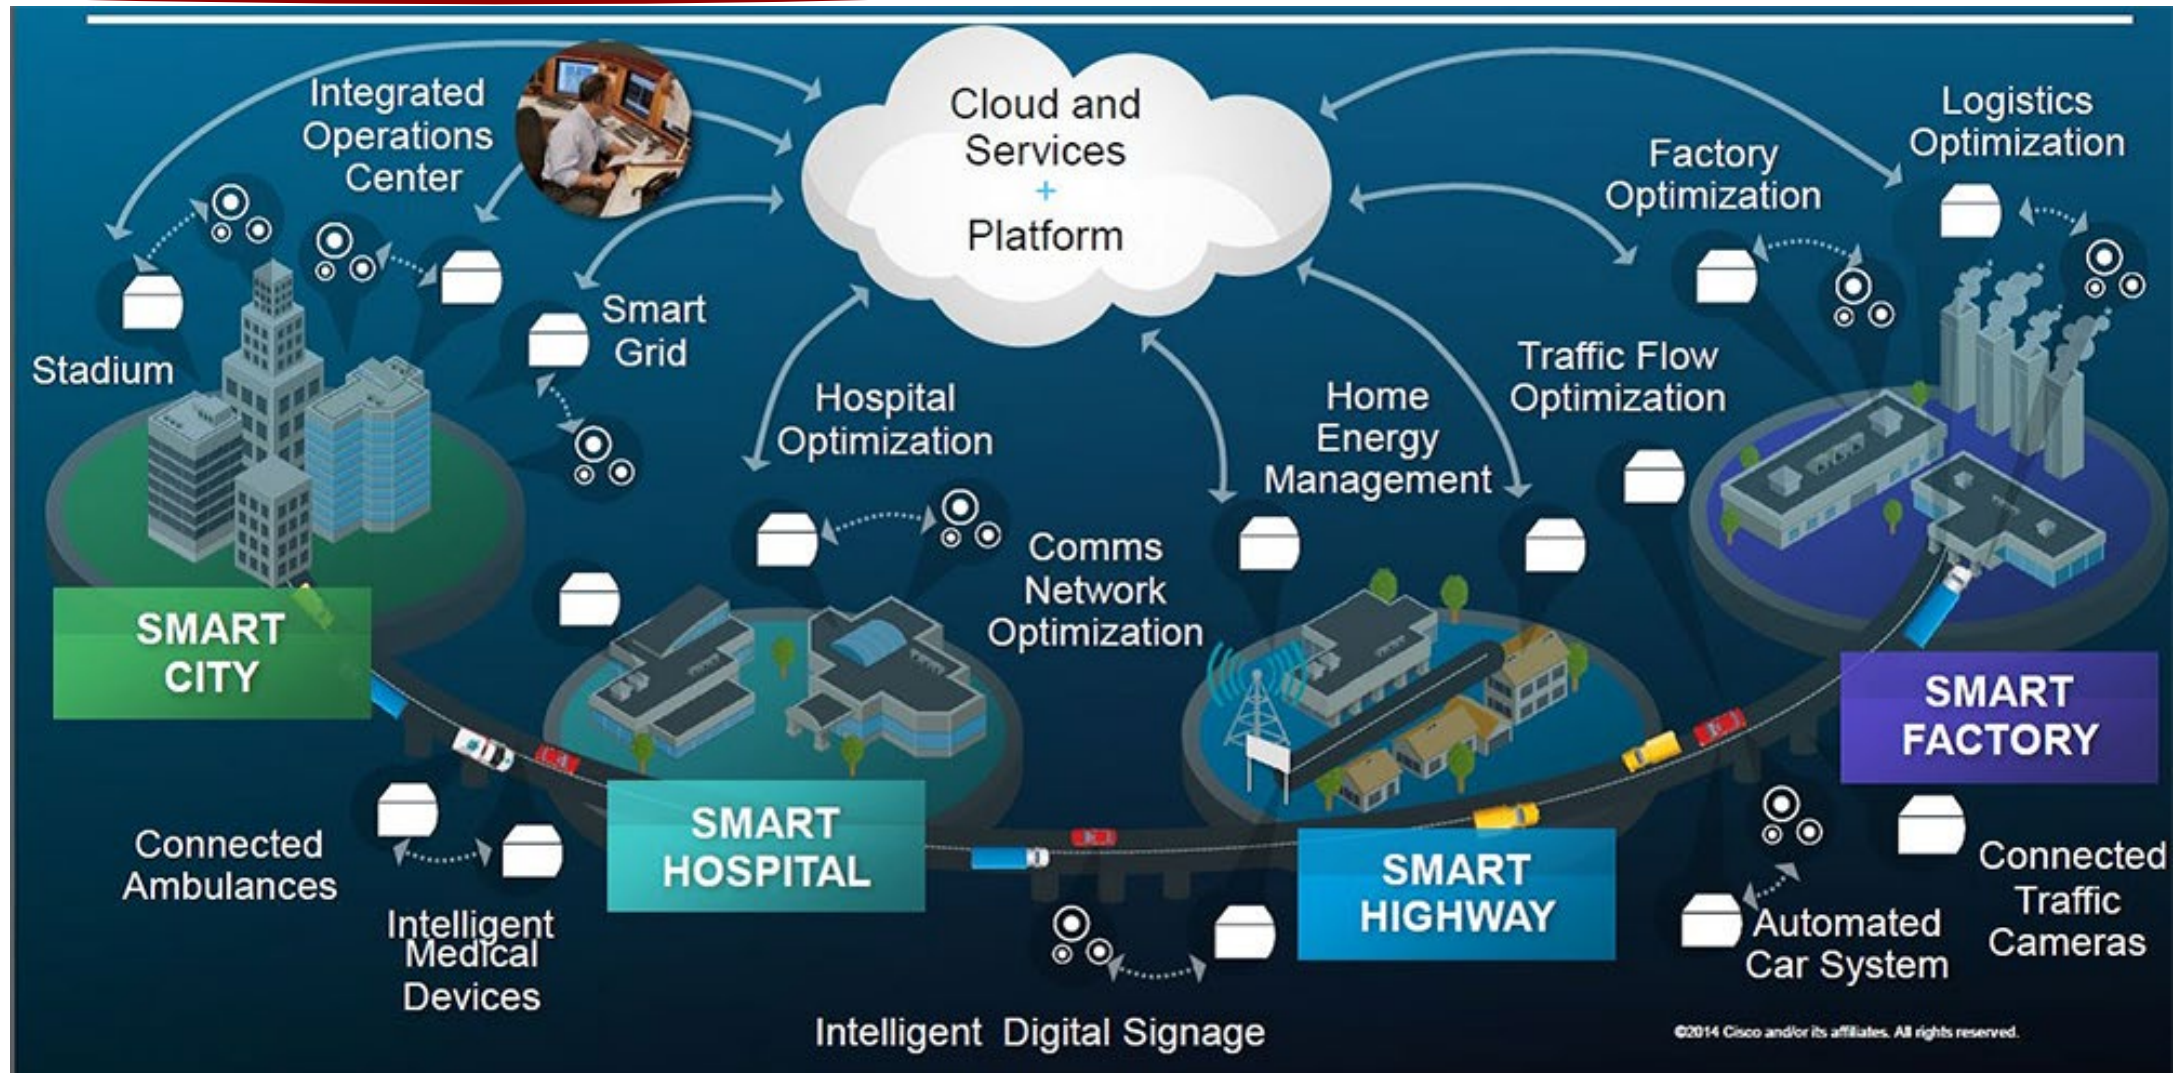 Integrated
Operations
Center
Cloud and
Services
+
Platform
Logistics
Optimization
Factory
Optimization
Stadium
Smart
Grid
Hospital
Optimization
Home
Energy
Management
Traffic Flow
Optimization
Comms
Network
Optimization
SMART
CITY
SMART
FACTORY
SMART
HOSPITAL
SMART
HIGHWAY
Connected
Ambulances
Intelligent
Medical
Devices
Intelligent Digital Signage
Automated
Car System
Connected
Traffic
Cameras
©2014 Cisco and/or its affiliates. All rights reserved.